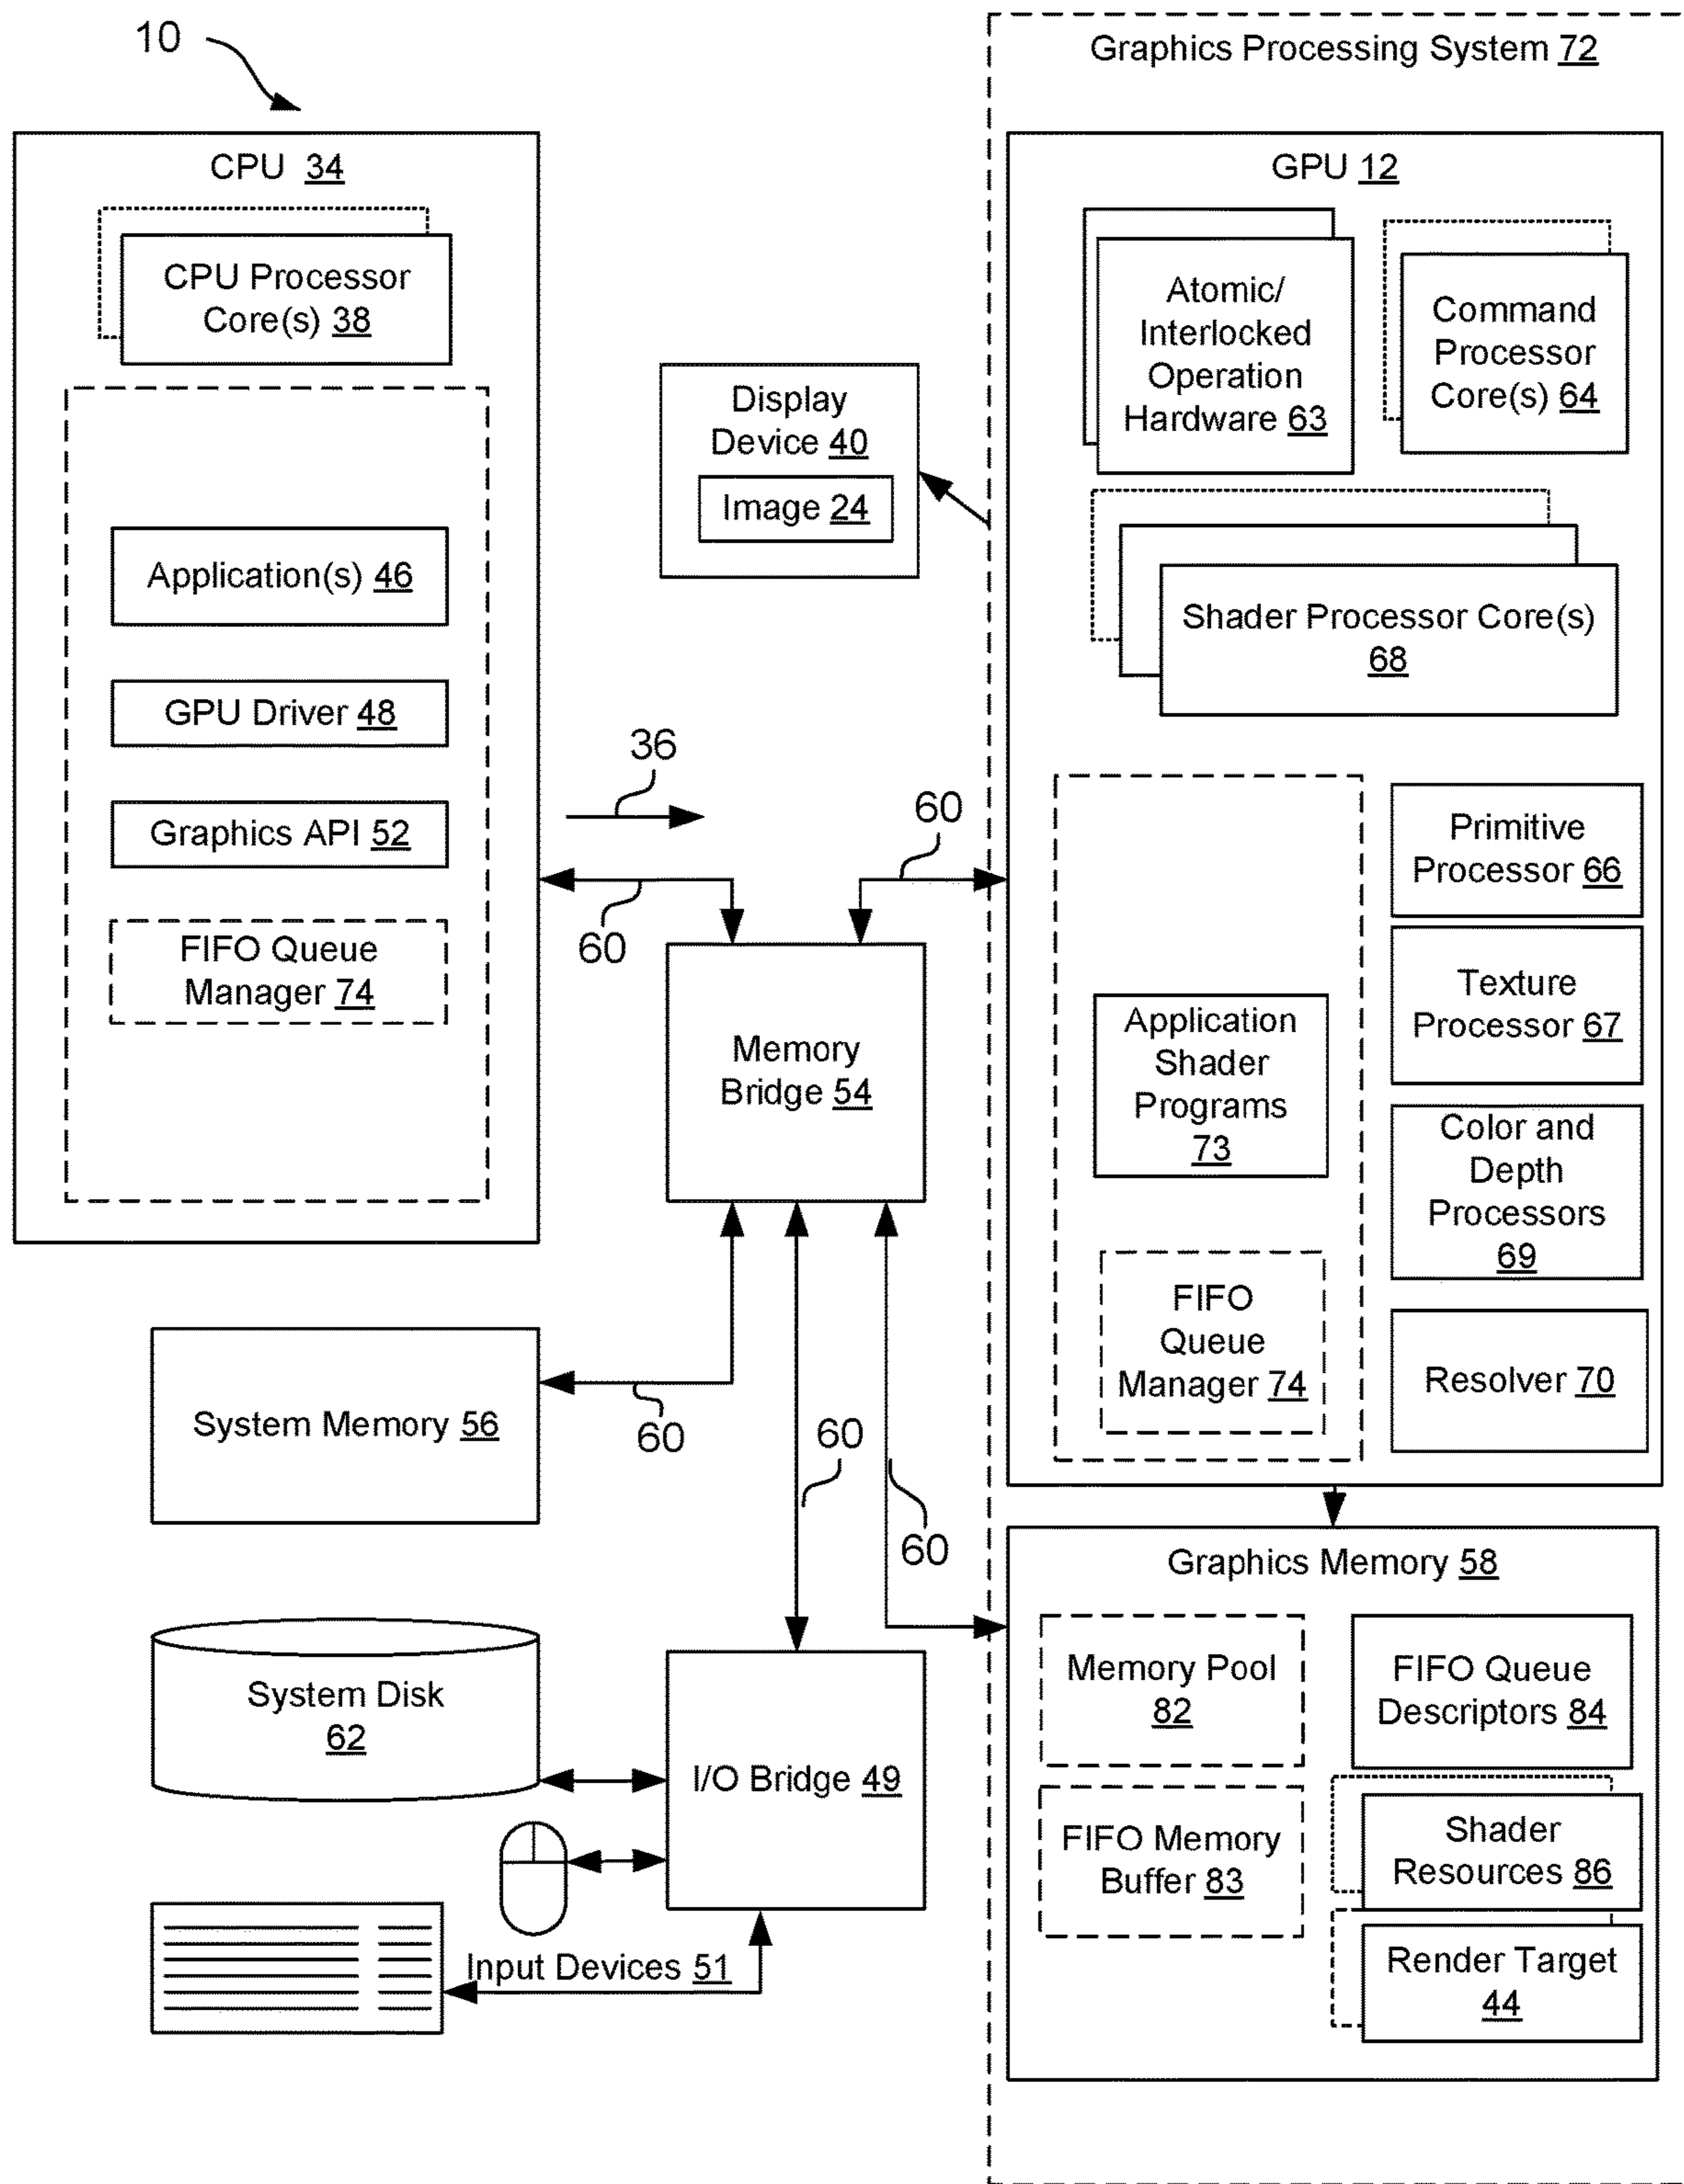 10
Graphics Processing System 72
CPU 34
CPU Processor
Core(s) 38
Application(s) 46
GPU Driver 48
Graphics API 52
FIFO Queue
Manager 74
Display
Device 40
Image 24
36
60
60
Memory
Bridge 54
GPU 12
Atomic/
Interlocked
Operation
Hardware 63
Command
Processor
Core(s) 64
Shader Processor Core(s)
68
Application
Shader
Programs
73
FIFO
Queue
Manager 74
Primitive
Processor 66
Texture
Processor 67
Color and
Depth
Processors
69
Resolver 70
System Memory 56
60
60
60
System Disk
62
I/O Bridge 49
Input Devices 51
Graphics Memory 58
Memory Pool
82
FIFO Queue
Descriptors 84
FIFO Memory
Buffer 83
Shader
Resources 86
Render Target
44